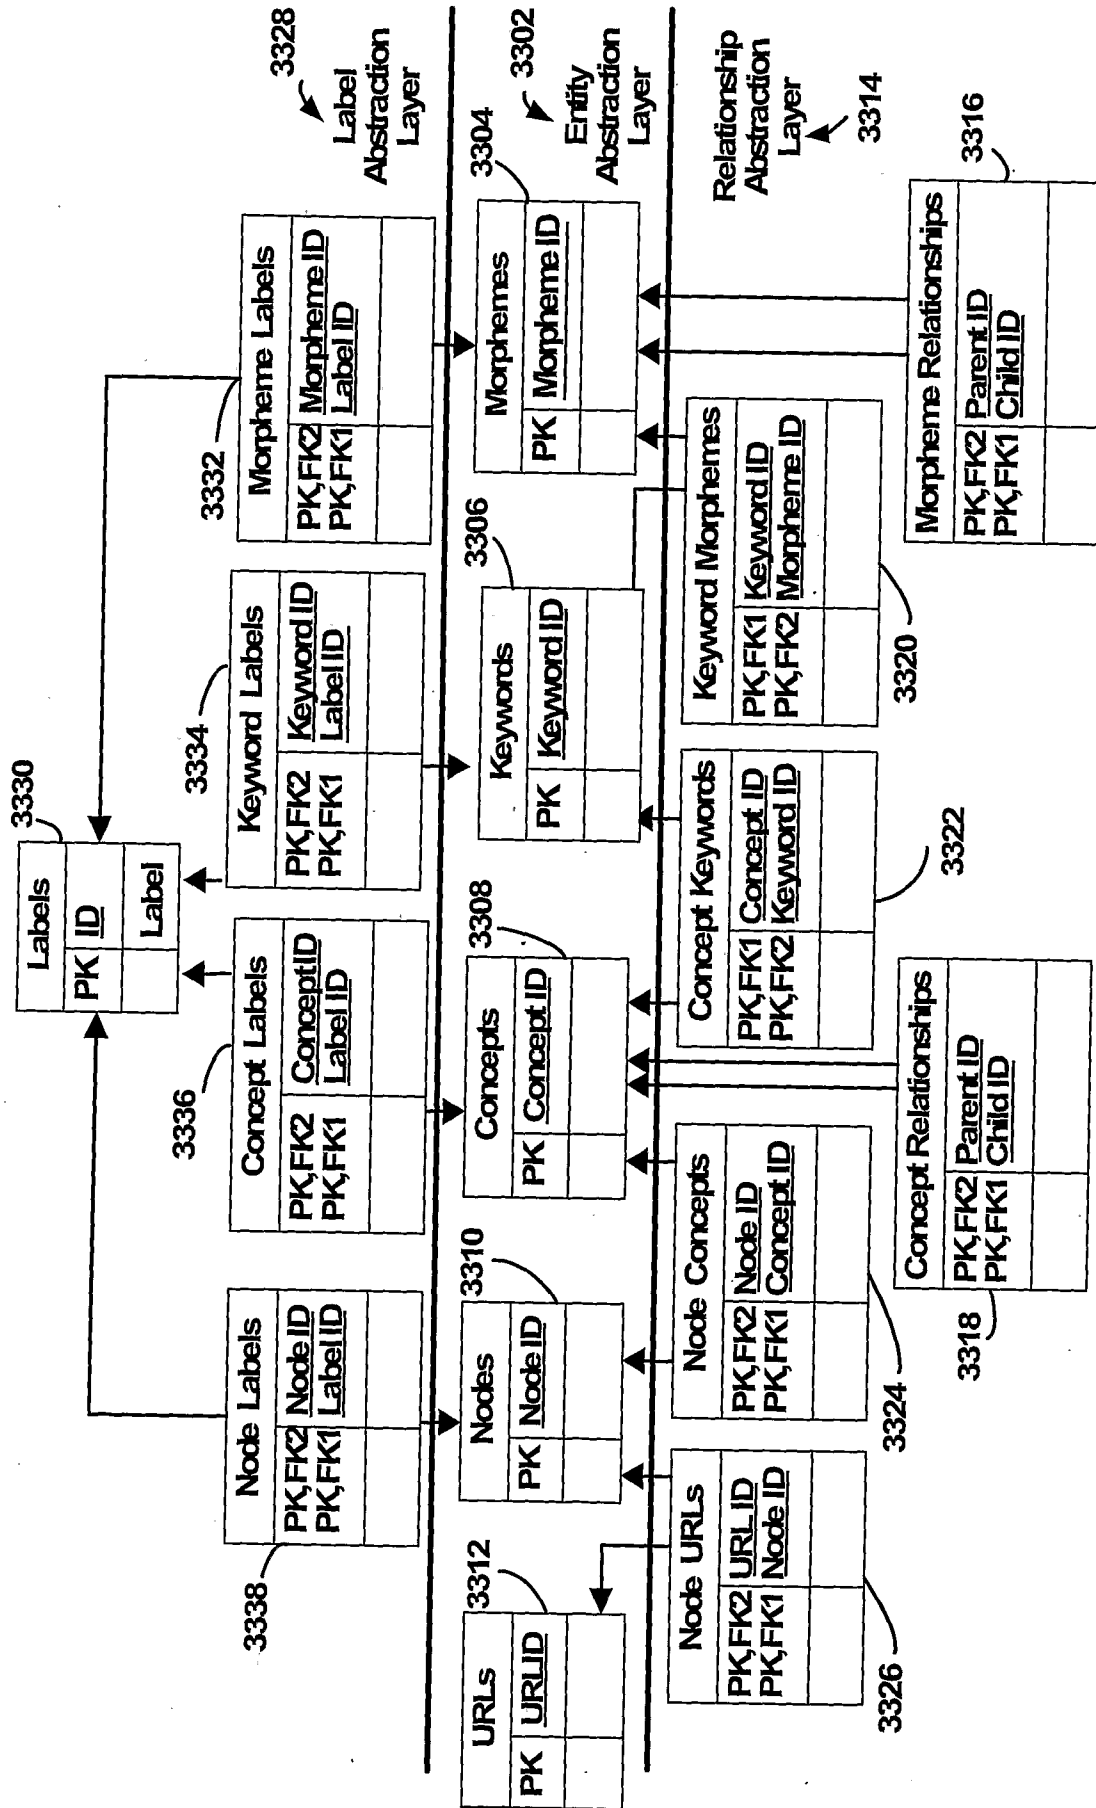 3330
Labels
PK ID
Label
3338
Node Labels
PK,FK2 Node ID
PK,FK1 Label ID
3336
Concept Labels
PK,FK2 Concept ID
PK,FK1 Label ID
3334
Keyword Labels
PK,FK2 Keyword ID
PK,FK1 Label ID
3332
Morpheme Labels
PK,FK2 Morpheme ID
PK,FK1 Label ID
3328
Label
Abstraction
Layer
3312
URLs
PK URLID
3310
Nodes
PK Node ID
3308
Concepts
PK Concept ID
3306
Keywords
PK Keyword ID
3304
Morphemes
PK Morpheme ID
3302
Entity
Abstraction
Layer
Node URLs
PK,FK2 URL ID
PK,FK1 Node ID
3326
Node Concepts
PK,FK2 Node ID
PK,FK1 Concept ID
3324
Concept Keywords
PK,FK1 Concept ID
PK,FK2 Keyword ID
3322
Keyword Morphemes
PK,FK1 Keyword ID
PK,FK2 Morpheme ID
3320
Relationship
Abstraction
Layer
3314
Concept Relationships
PK,FK2 Parent ID
PK,FK1 Child ID
3318
Morpheme Relationships
PK,FK2 Parent ID
PK,FK1 Child ID
3316